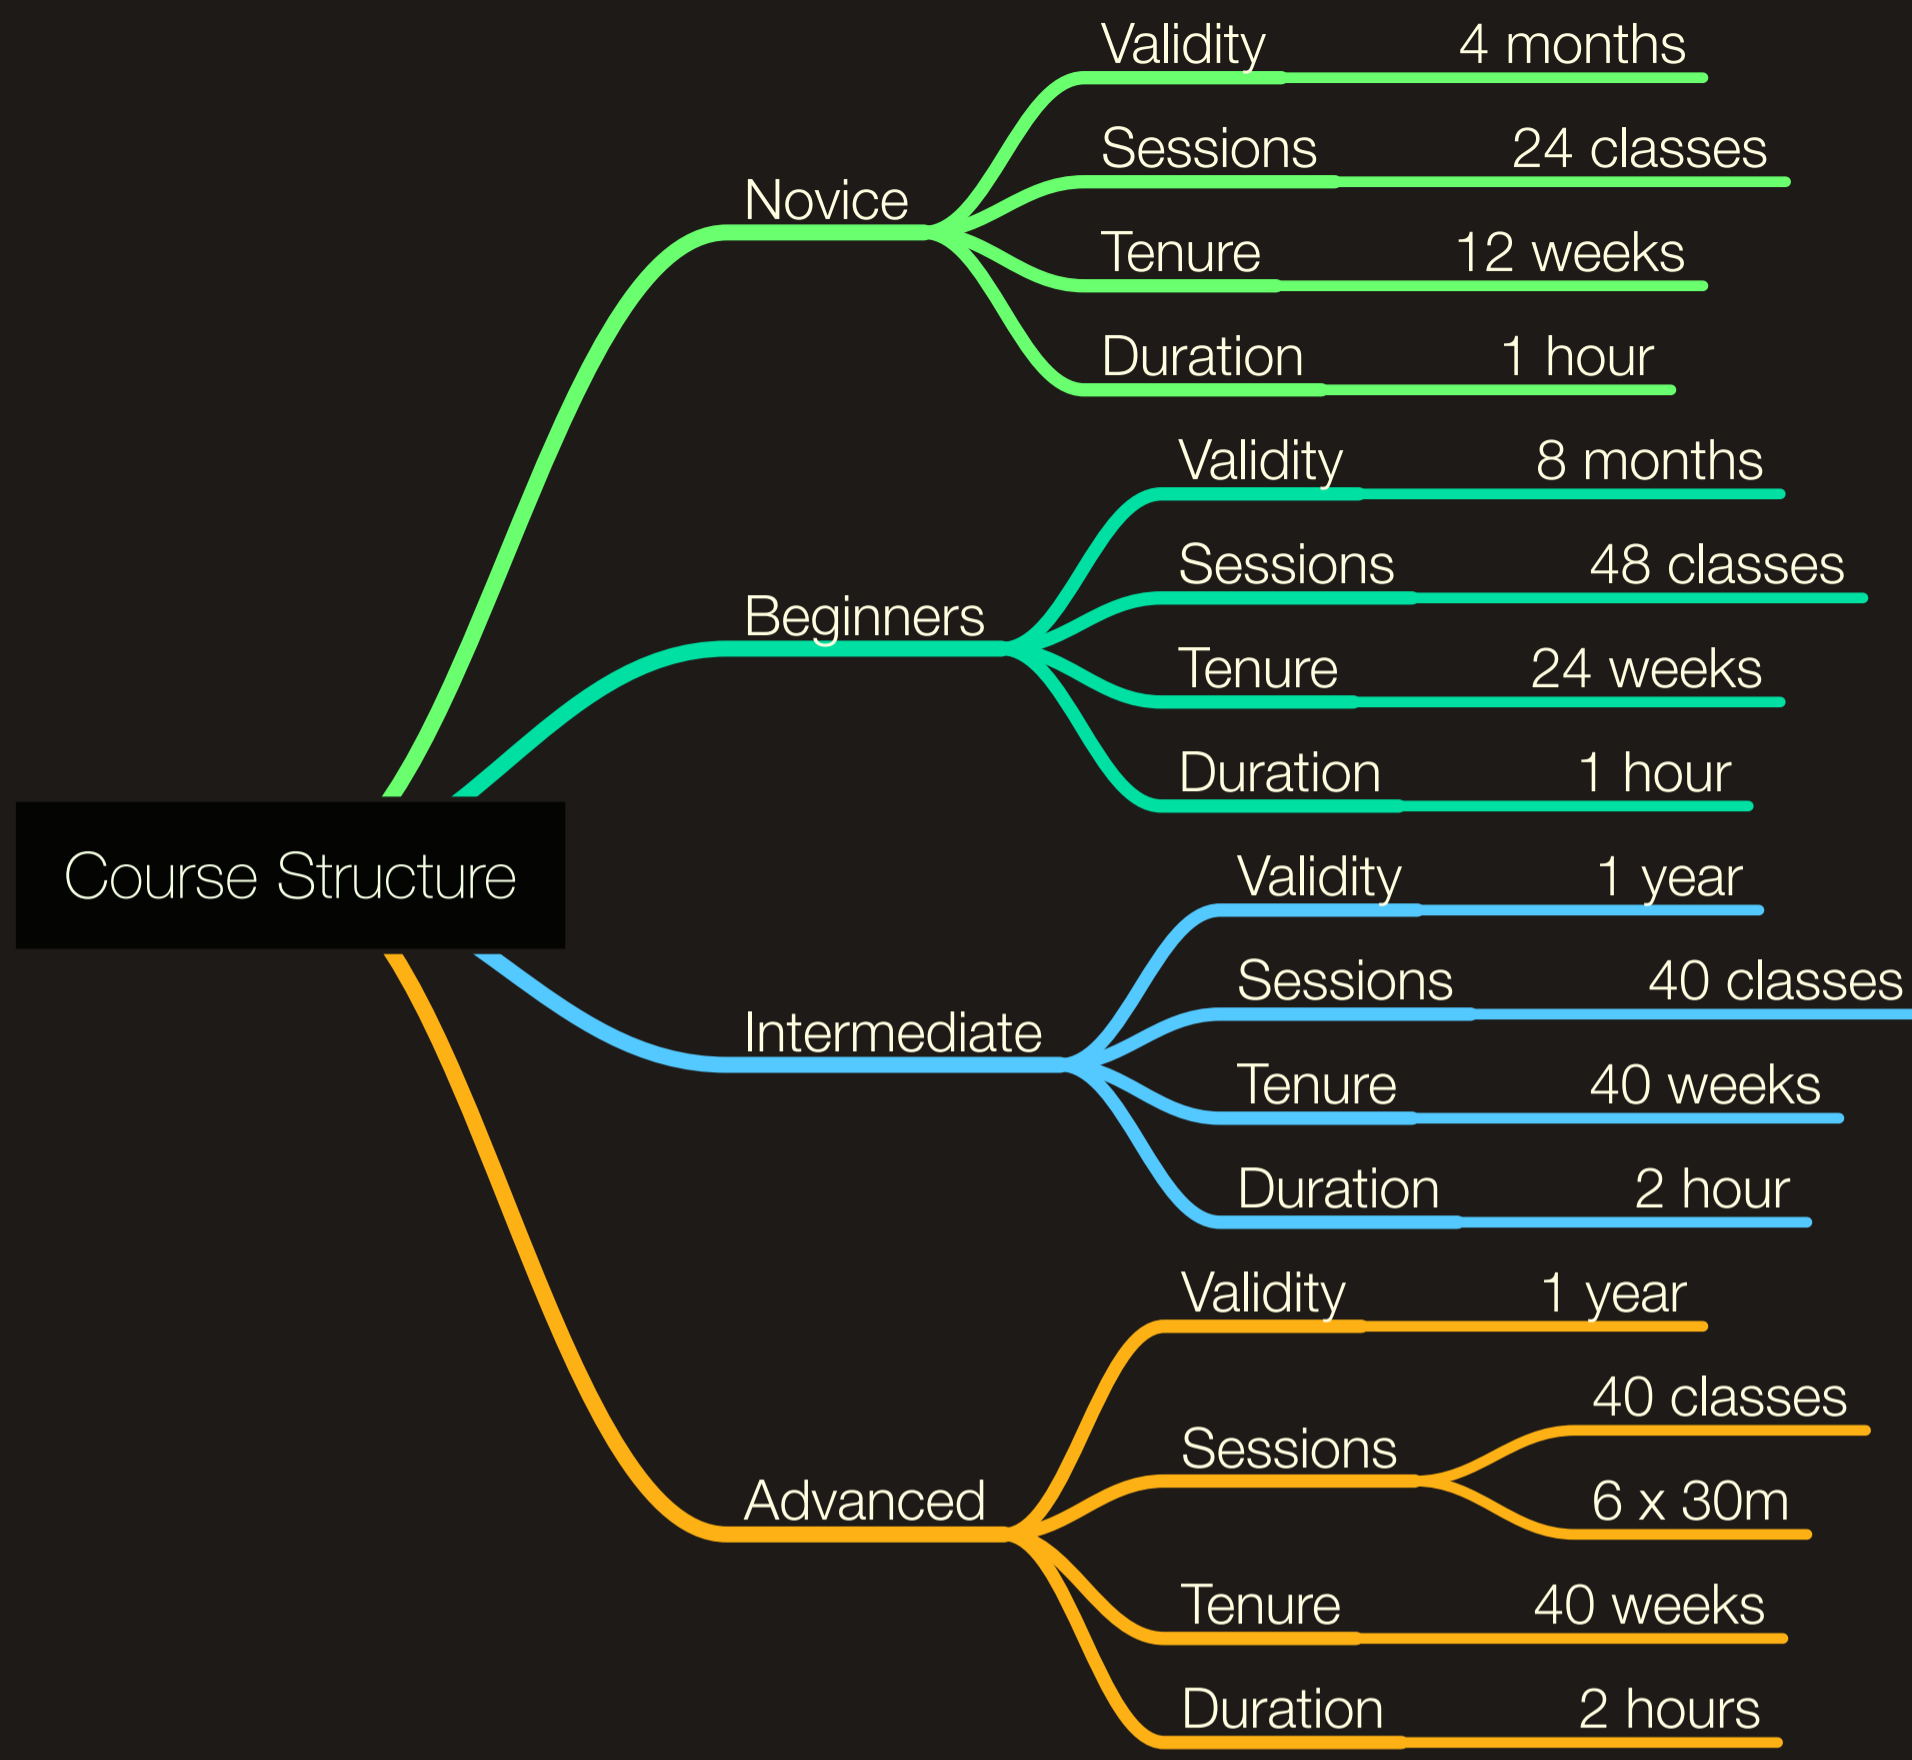 Course Structure
Novice
Validity 4 months
Sessions 24 classes
Tenure 12 weeks
Duration 1 hour
Beginners
Validity 8 months
Sessions 48 classes
Tenure 24 weeks
Duration 1 hour
Intermediate
Validity 1 year
Sessions 40 classes
Tenure 40 weeks
Duration 2 hour
Advanced
Validity 1 year
Sessions
40 classes
6 x 30m
Tenure 40 weeks
Duration 2 hours